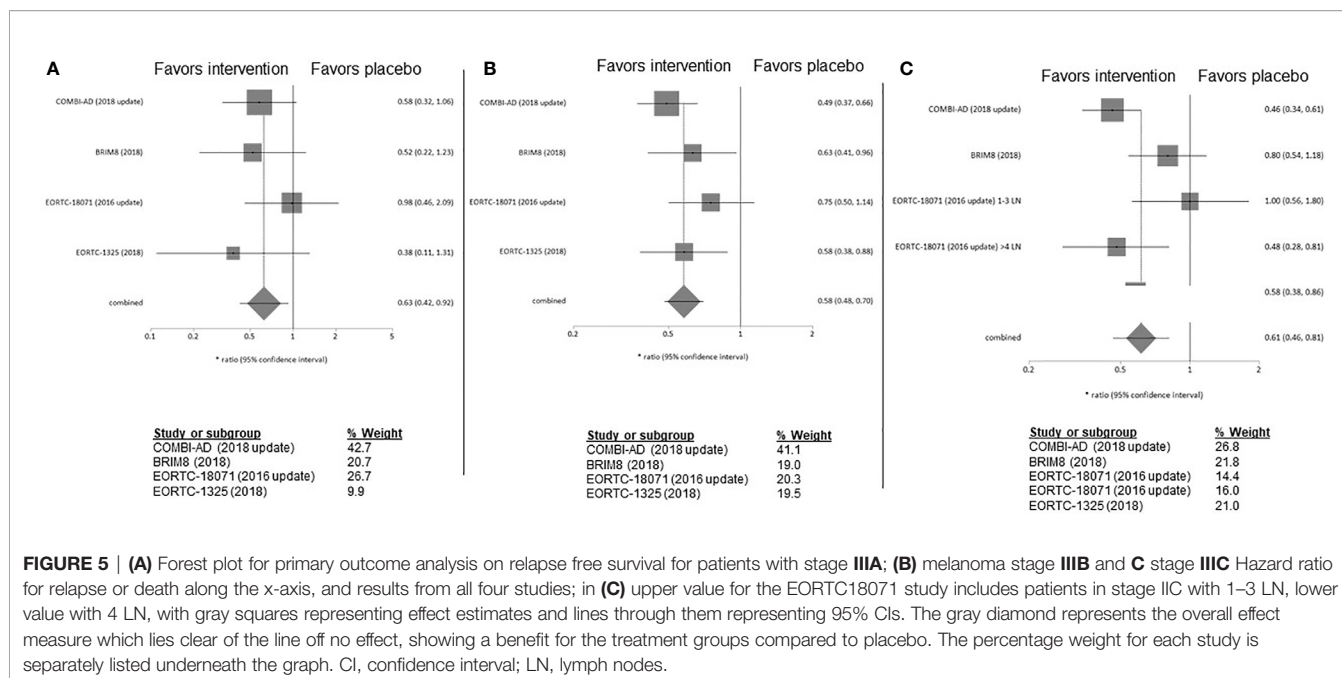 A
Favors intervention Favors placebo
COMBI-AD (2018 update) 0.58 (0.32, 1.06)
BRIM8 (2018) 0.52 (0.22, 1.23)
EORTC-18071 (2016 update) 0.98 (0.46, 2.09)
EORTC-1325 (2018) 0.38 (0.11, 1.31)
combined 0.63 (0.42, 0.92)
0.1 0.2 0.5 1 2 5
* ratio (95% confidence interval)
Study or subgroup % Weight
COMBI-AD (2018 update) 42.7
BRIM8 (2018) 20.7
EORTC-18071 (2016 update) 26.7
EORTC-1325 (2018) 9.9
B
Favors intervention Favors placebo
COMBI-AD (2018 update) 0.49 (0.37, 0.66)
BRIM8 (2018) 0.63 (0.41, 0.96)
EORTC-18071 (2016 update) 0.75 (0.50, 1.14)
EORTC-1325 (2018) 0.58 (0.38, 0.88)
combined 0.58 (0.48, 0.70)
0.2 0.5 1 2
* ratio (95% confidence interval)
Study or subgroup % Weight
COMBI-AD (2018 update) 41.1
BRIM8 (2018) 19.0
EORTC-18071 (2016 update) 20.3
EORTC-1325 (2018) 19.5
C
Favors intervention Favors placebo
COMBI-AD (2018 update) 0.46 (0.34, 0.61)
BRIM8 (2018) 0.80 (0.54, 1.18)
EORTC-18071 (2016 update) 1-3 LN 1.00 (0.56, 1.80)
EORTC-18071 (2016 update) >4 LN 0.48 (0.28, 0.81)
0.58 (0.38, 0.86)
combined 0.61 (0.46, 0.81)
0.2 0.5 1 2
* ratio (95% confidence interval)
Study or subgroup % Weight
COMBI-AD (2018 update) 26.8
BRIM8 (2018) 21.8
EORTC-18071 (2016 update) 14.4
EORTC-18071 (2016 update) 16.0
EORTC-1325 (2018) 21.0
FIGURE 5 | (A) Forest plot for primary outcome analysis on relapse free survival for patients with stage IIIA; (B) melanoma stage IIIB and C stage IIIC Hazard ratio
for relapse or death along the x-axis, and results from all four studies; in (C) upper value for the EORTC18071 study includes patients in stage IIC with 1–3 LN, lower
value with 4 LN, with gray squares representing effect estimates and lines through them representing 95% CIs. The gray diamond represents the overall effect
measure which lies clear of the line off no effect, showing a benefit for the treatment groups compared to placebo. The percentage weight for each study is
separately listed underneath the graph. CI, confidence interval; LN, lymph nodes.